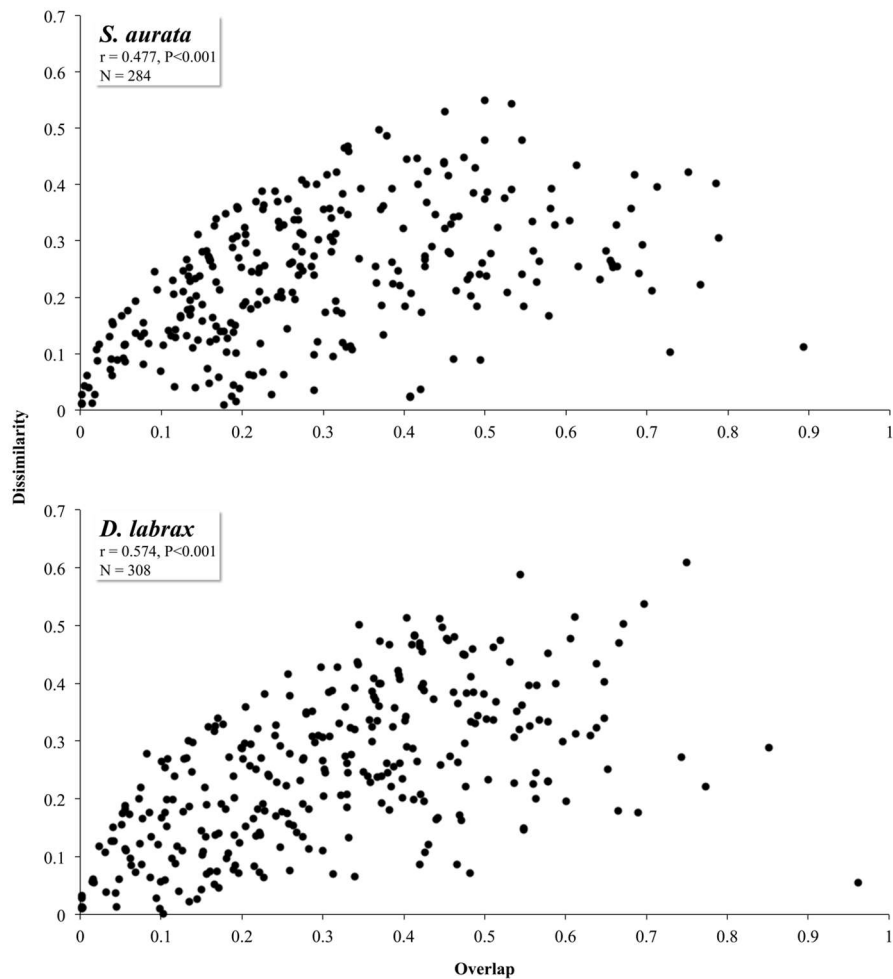 0.7
S. aurata
r = 0.477, P<0.001
N = 284
0.6
0.5
0.4
0.3
0.2
0.1
0
0 0.1 0.2 0.3 0.4 0.5 0.6 0.7 0.8 0.9 1
Dissimilarity
0.7
D. labrax
r = 0.574, P<0.001
N = 308
0.6
0.5
0.4
0.3
0.2
0.1
0
0 0.1 0.2 0.3 0.4 0.5 0.6 0.7 0.8 0.9 1
Overlap